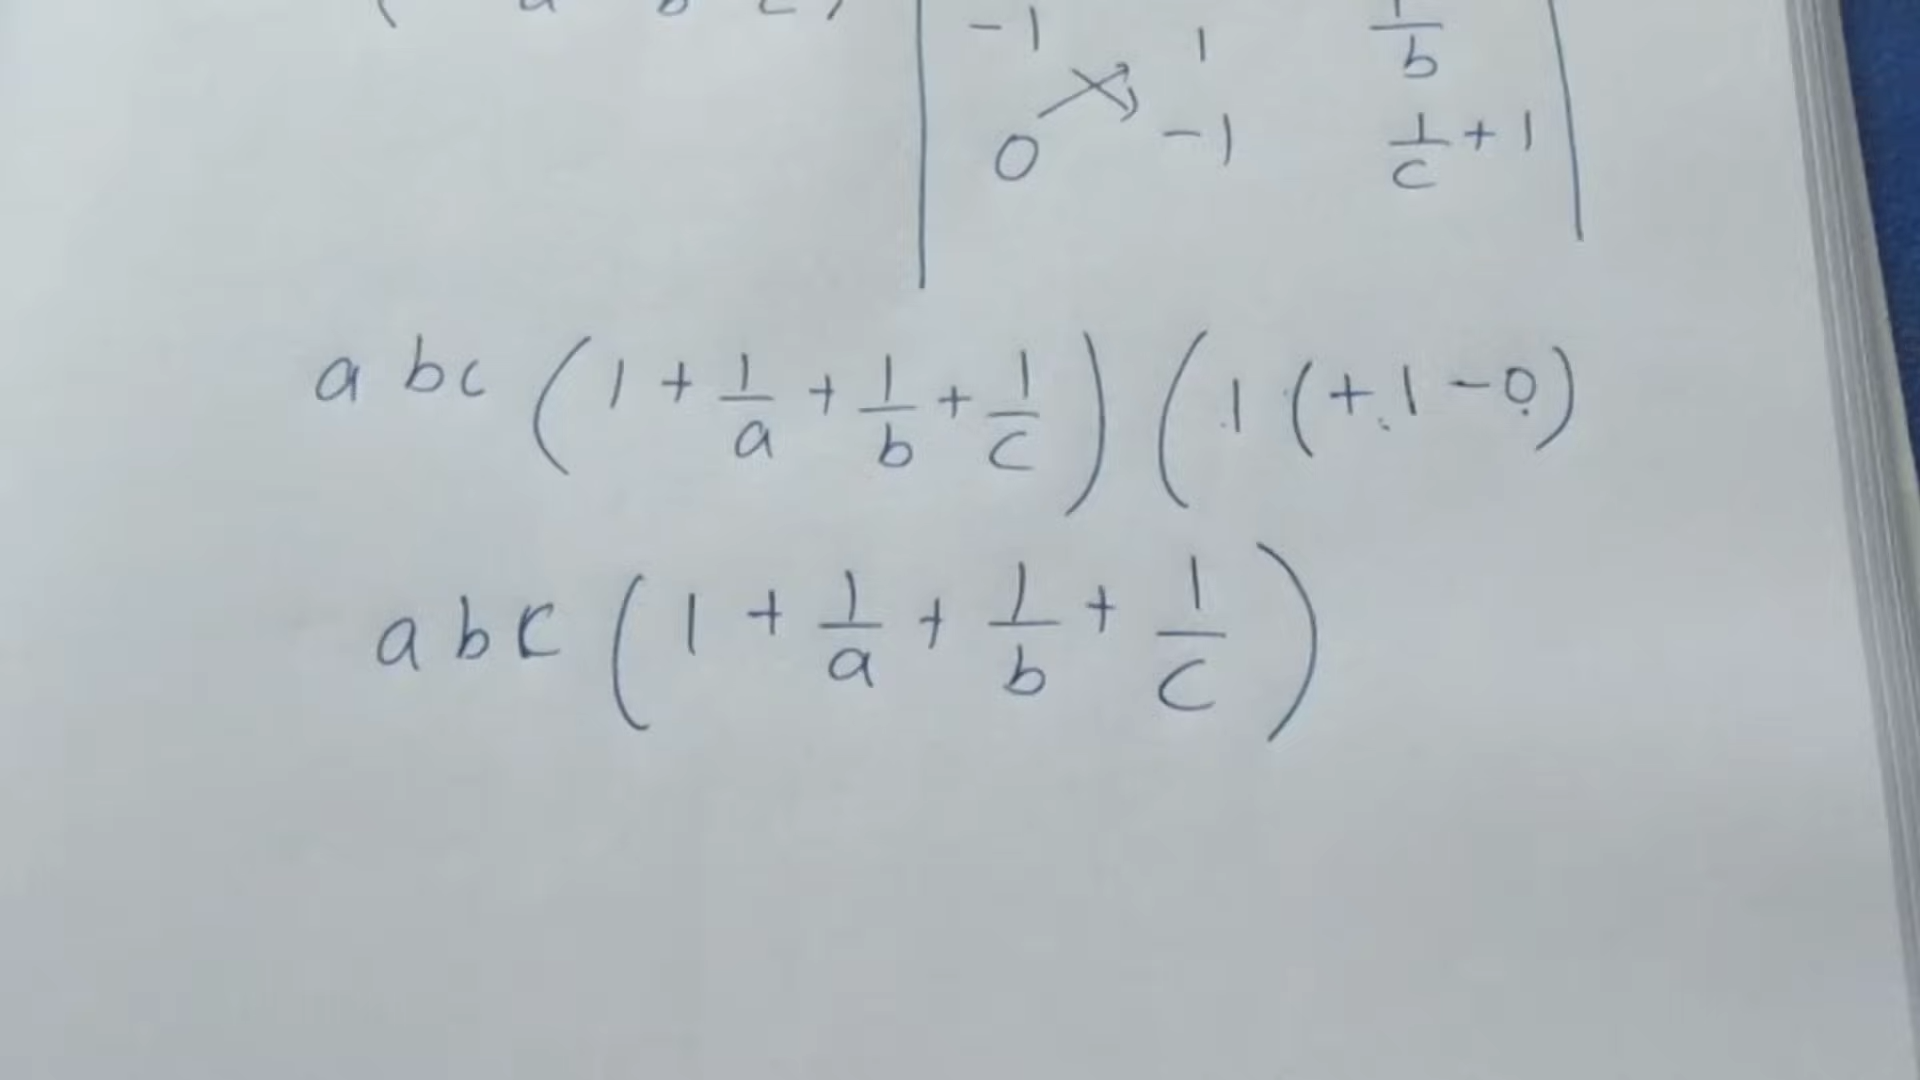 -1 1 1/b
0 -1 1/c + 1
abc (1 + 1/a + 1/b + 1/c) (1 (+1 - 0)
abc (1 + 1/a + 1/b + 1/c)